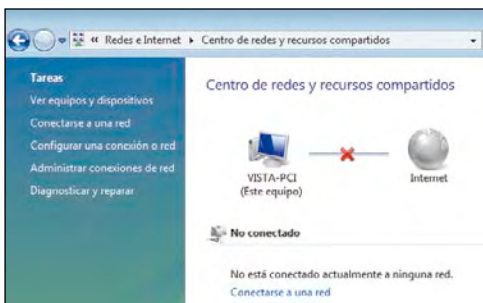 « Redes e Internet ▸ Centro de redes y recursos compartidos
Tareas
Ver equipos y dispositivos
Conectarse a una red
Configurar una conexión o red
Administrar conexiones de red
Diagnosticar y reparar
Centro de redes y recursos compartidos
VISTA-PCI
(Este equipo)
Internet
No conectado
No está conectado actualmente a ninguna red.
Conectarse a una red